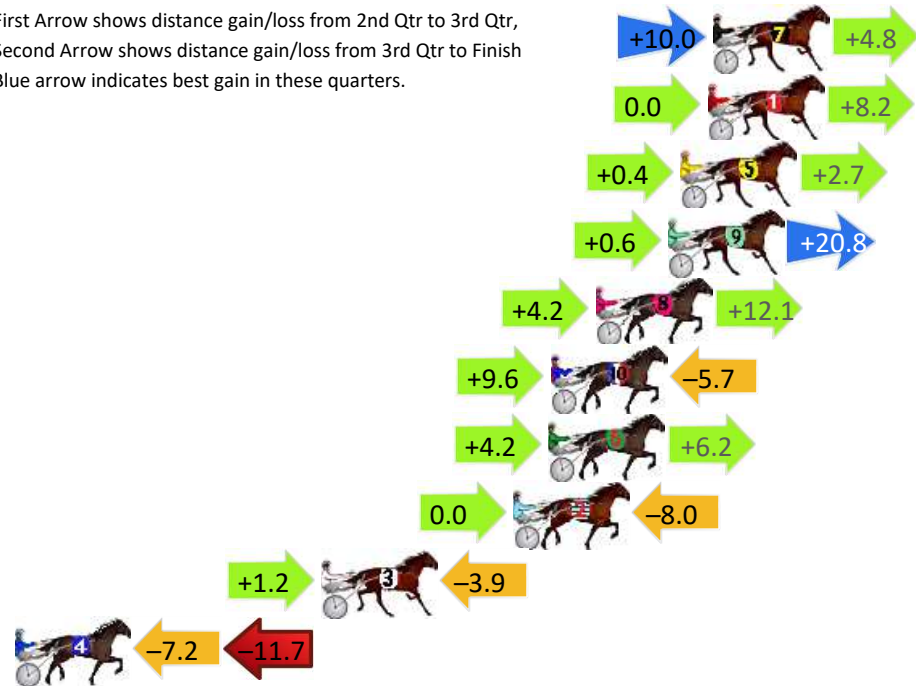 First Arrow shows distance gain/loss from 2nd Qtr to 3rd Qtr,
Second Arrow shows distance gain/loss from 3rd Qtr to Finish
Blue arrow indicates best gain in these quarters.
+10.0 7 +4.8
0.0 1 +8.2
+0.4 5 +2.7
+0.6 9 +20.8
+4.2 8 +12.1
+9.6 10 –5.7
+4.2 6 +6.2
0.0 2 –8.0
+1.2 3 –3.9
4 –7.2 –11.7